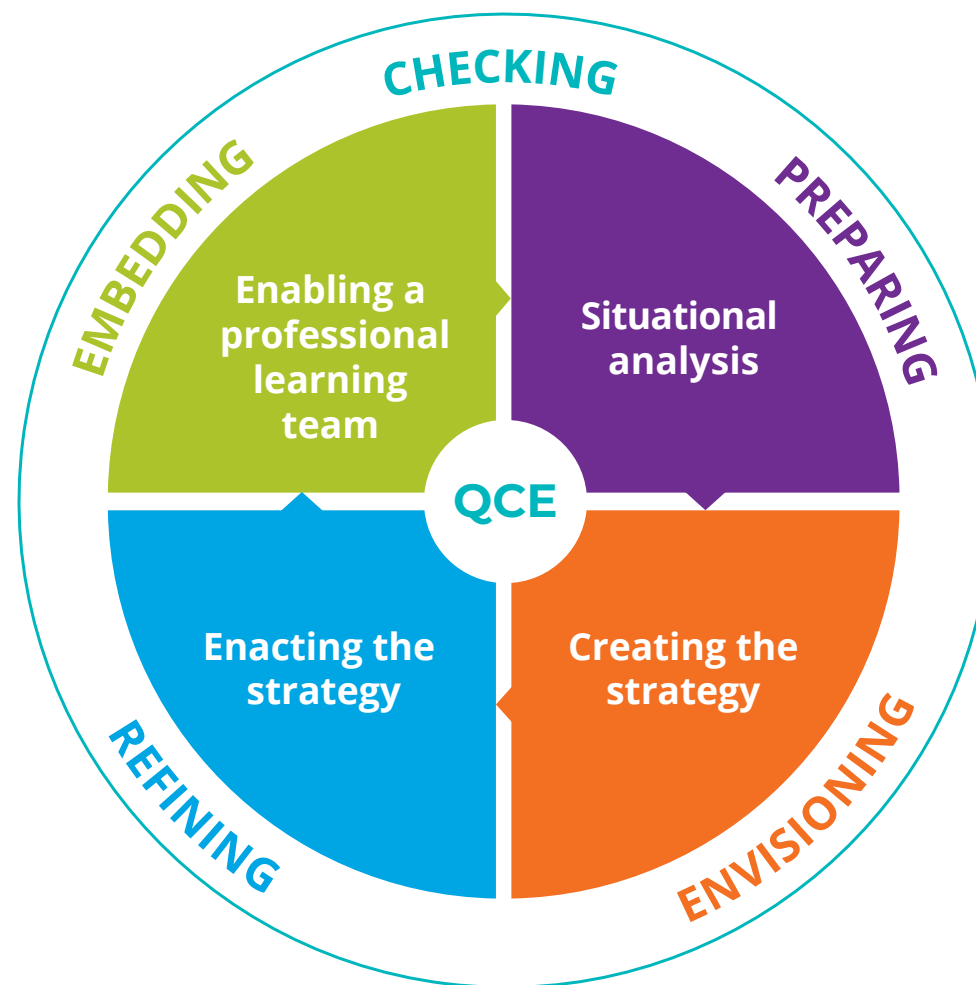 CHECKING
PREPARING
EMBEDDING
Enabling a
professional
learning
team
Situational
analysis
QCE
Enacting the
strategy
Creating the
strategy
REFINING
ENVISIONING